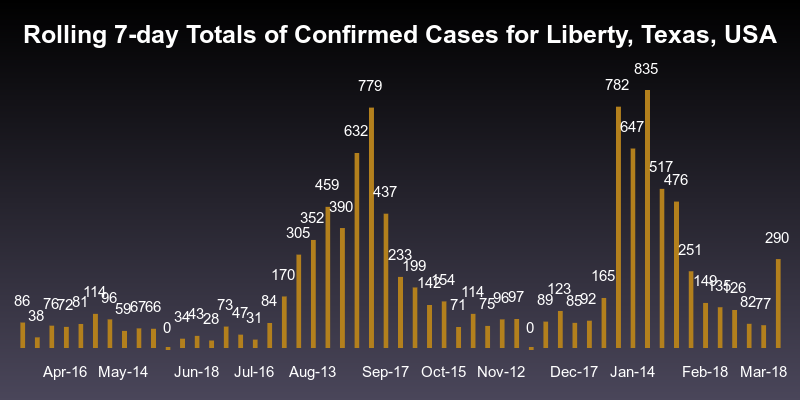 Rolling 7-day Totals of Confirmed Cases for Liberty, Texas, USA
86 38 76 72 81 114 96 59 67 66 0 34 43 28 73 47 31 84 170 305 352 459 390 632 779 437 233 199 142 154 71 114 75 96 97 0 89 123 85 92 165 782 647 835 517 476 251 149 135 126 82 77 290
Apr-16 May-14 Jun-18 Jul-16 Aug-13 Sep-17 Oct-15 Nov-12 Dec-17 Jan-14 Feb-18 Mar-18